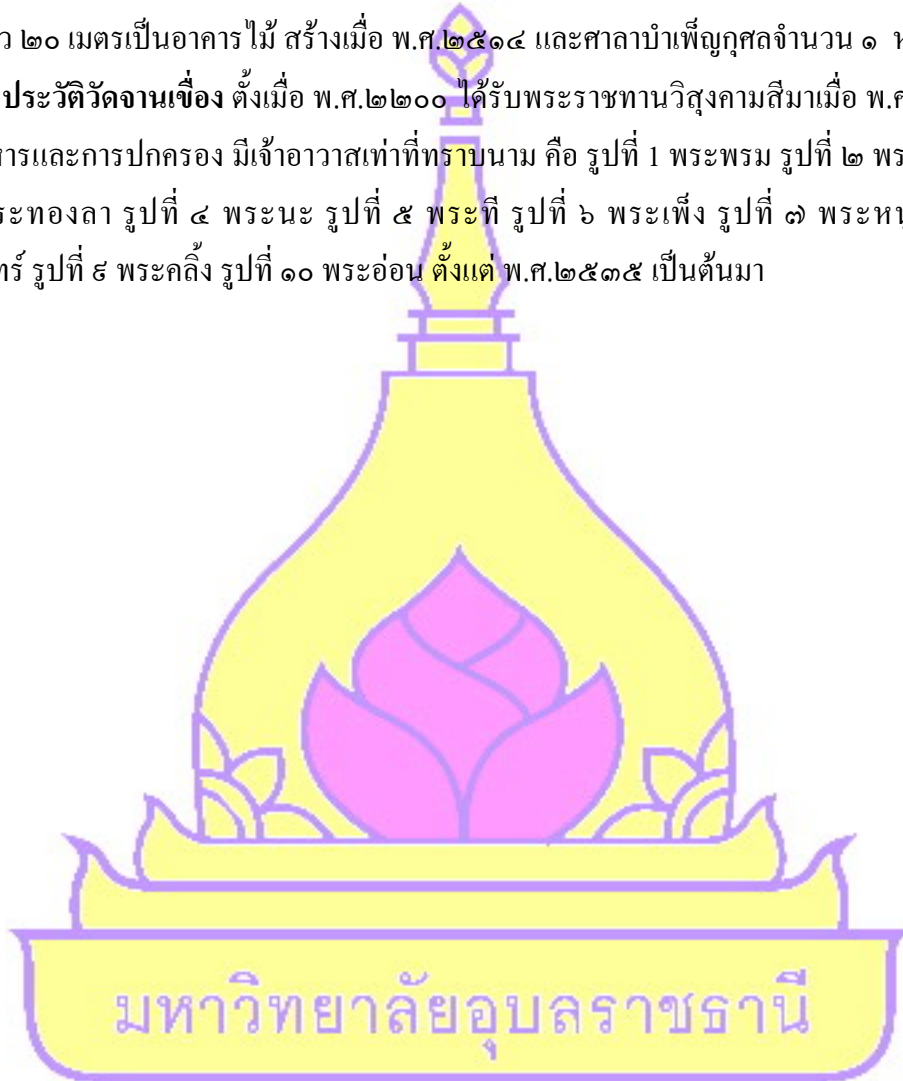 ว ๒๐ เมตรเป็นอาคารไม้ สร้างเมื่อ พ.ศ.๒๕๑๔ และศาลาบำเพ็ญกุศลจำนวน ๑
ประวัติวัดจานเขื่อง ตั้งเมื่อ พ.ศ.๒๒๐๐ ได้รับพระราชทานวิสุงคามสีมาเมื่อ พ.ศ
ารและการปกครอง มีเจ้าอาวาสเท่าที่ทราบนาม คือ รูปที่ 1 พระพรม รูปที่ ๒ พร
ระทองลา รูปที่ ๔ พระนะ รูปที่ ๕ พระที รูปที่ ๖ พระเพ็ง รูปที่ ๗ พระหน
ทร์ รูปที่ ๙ พระคลิ้ง รูปที่ ๑๐ พระอ่อน ตั้งแต่ พ.ศ.๒๕๓๕ เป็นต้นมา
มหาวิทยาลัยอุบลราชธานี